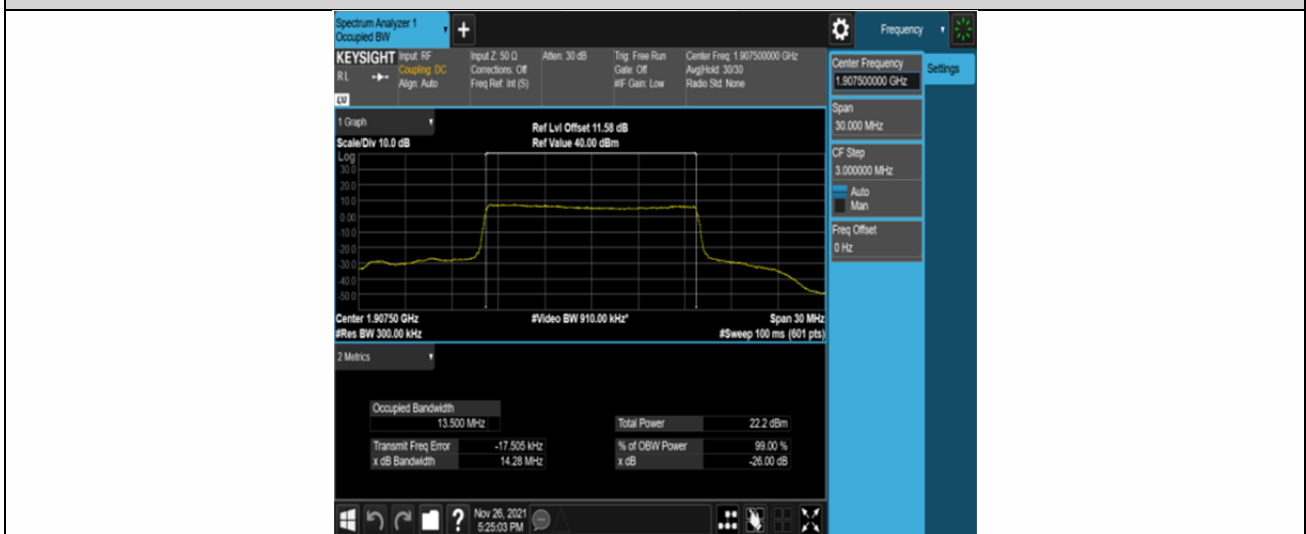 Spectrum Analyzer 1
Occupied BW
+
Frequency
KEYSIGHT Input: RF Input Z: 50 Ω Atten: 30 dB Trig: Free Run Center Freq: 1.907500000 GHz
RL Coupling: DC Corrections: Off Gate: Off Avg|Hold: 30/30
Align: Auto Freq Ref: Int (S) #IF Gain: Low Radio Std: None
LXI
Center Frequency
1.907500000 GHz
Settings
Span
30.000 MHz
CF Step
3.000000 MHz
Auto
Man
Freq Offset
0 Hz
1 Graph
Ref Lvl Offset 11.58 dB
Scale/Div 10.0 dB Ref Value 40.00 dBm
Log
30.0
20.0
10.0
0.00
-10.0
-20.0
-30.0
-40.0
-50.0
Center 1.90750 GHz #Video BW 910.00 kHz* Span 30 MHz
#Res BW 300.00 kHz #Sweep 100 ms (601 pts)
2 Metrics
Occupied Bandwidth
13.500 MHz
Total Power 22.2 dBm
Transmit Freq Error -17.505 kHz % of OBW Power 99.00 %
x dB Bandwidth 14.28 MHz x dB -26.00 dB
?
Nov 26, 2021
5:25:03 PM